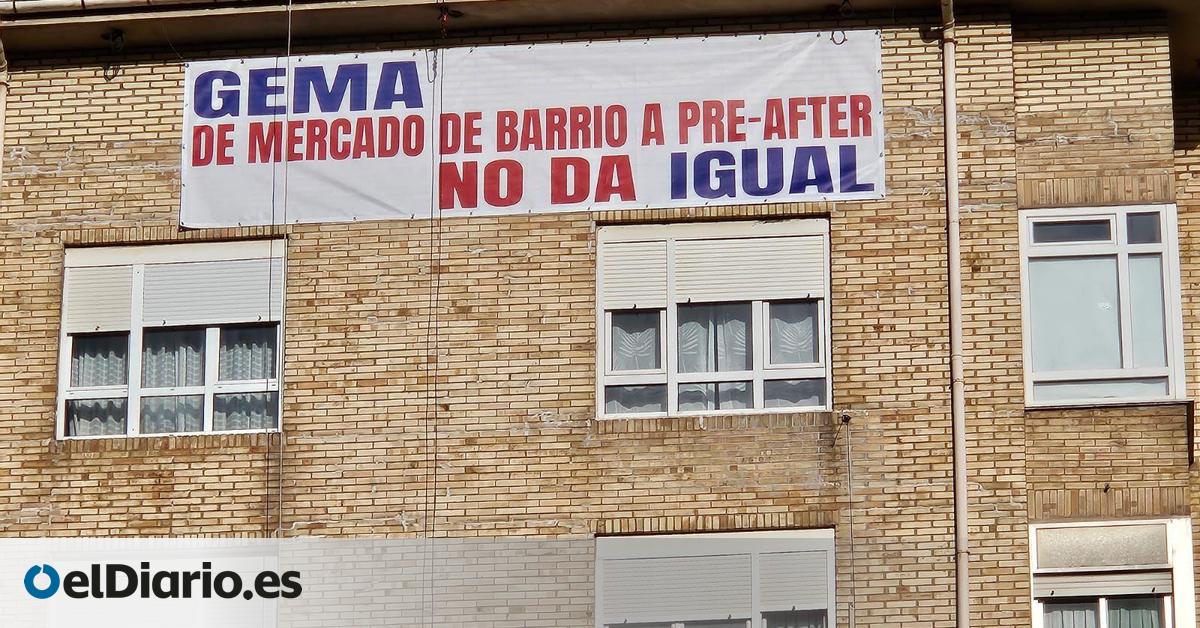 GEMA
DE MERCADO DE BARRIO A PRE-AFTER
NO DA IGUAL
elDiario.es